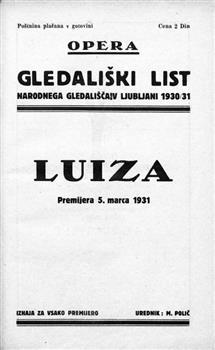 Poštnina plačana v gotovini Cena 2 Din
OPERA
GLEDALIŠKI LIST
NARODNEGA GLEDALIŠČA V LJUBLJANI 1930/31
LUIZA
Premijera 5. marca 1931
IZHAJA ZA VSAKO PREMIJERO UREDNIK: M. POLIČ